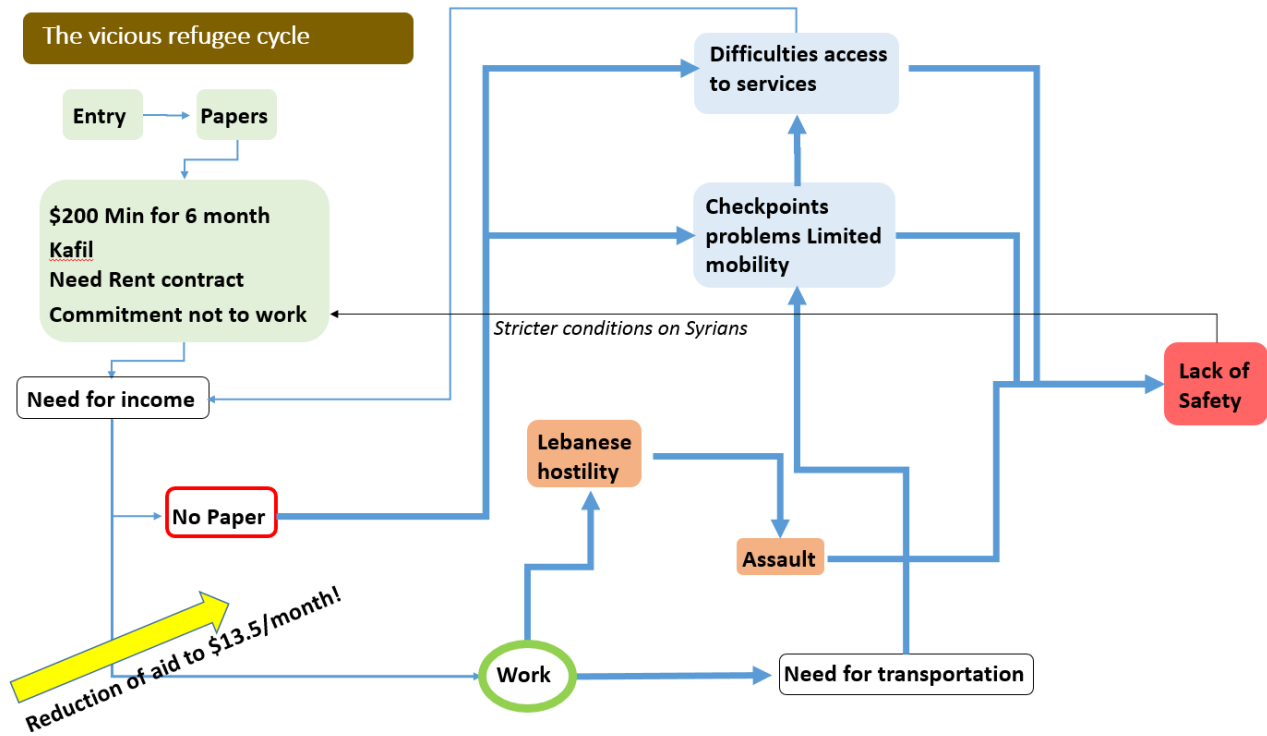 The vicious refugee cycle
Entry
Papers
$200 Min for 6 month
Kafil
Need Rent contract
Commitment not to work
Need for income
No Paper
Reduction of aid to $13.5/month!
Difficulties access
to services
Checkpoints
problems Limited
mobility
Stricter conditions on Syrians
Lack of
Safety
Lebanese
hostility
Assault
Work
Need for transportation